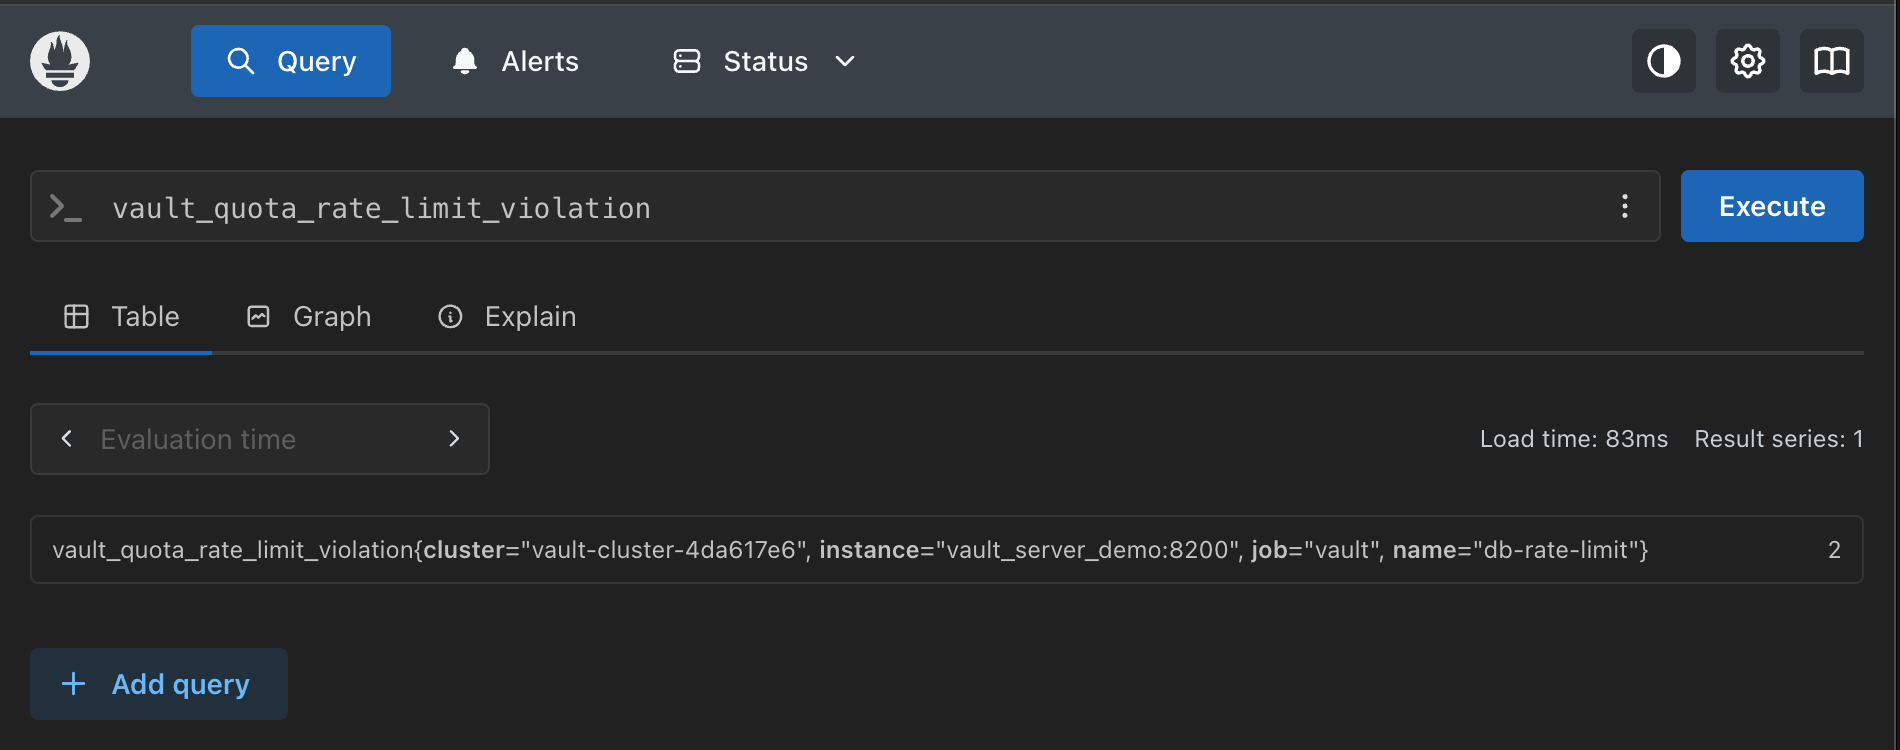 Query Alerts Status
vault_quota_rate_limit_violation
Execute
Table Graph Explain
Evaluation time
Load time: 83ms Result series: 1
vault_quota_rate_limit_violation{cluster="vault-cluster-4da617e6", instance="vault_server_demo:8200", job="vault", name="db-rate-limit"} 2
+ Add query